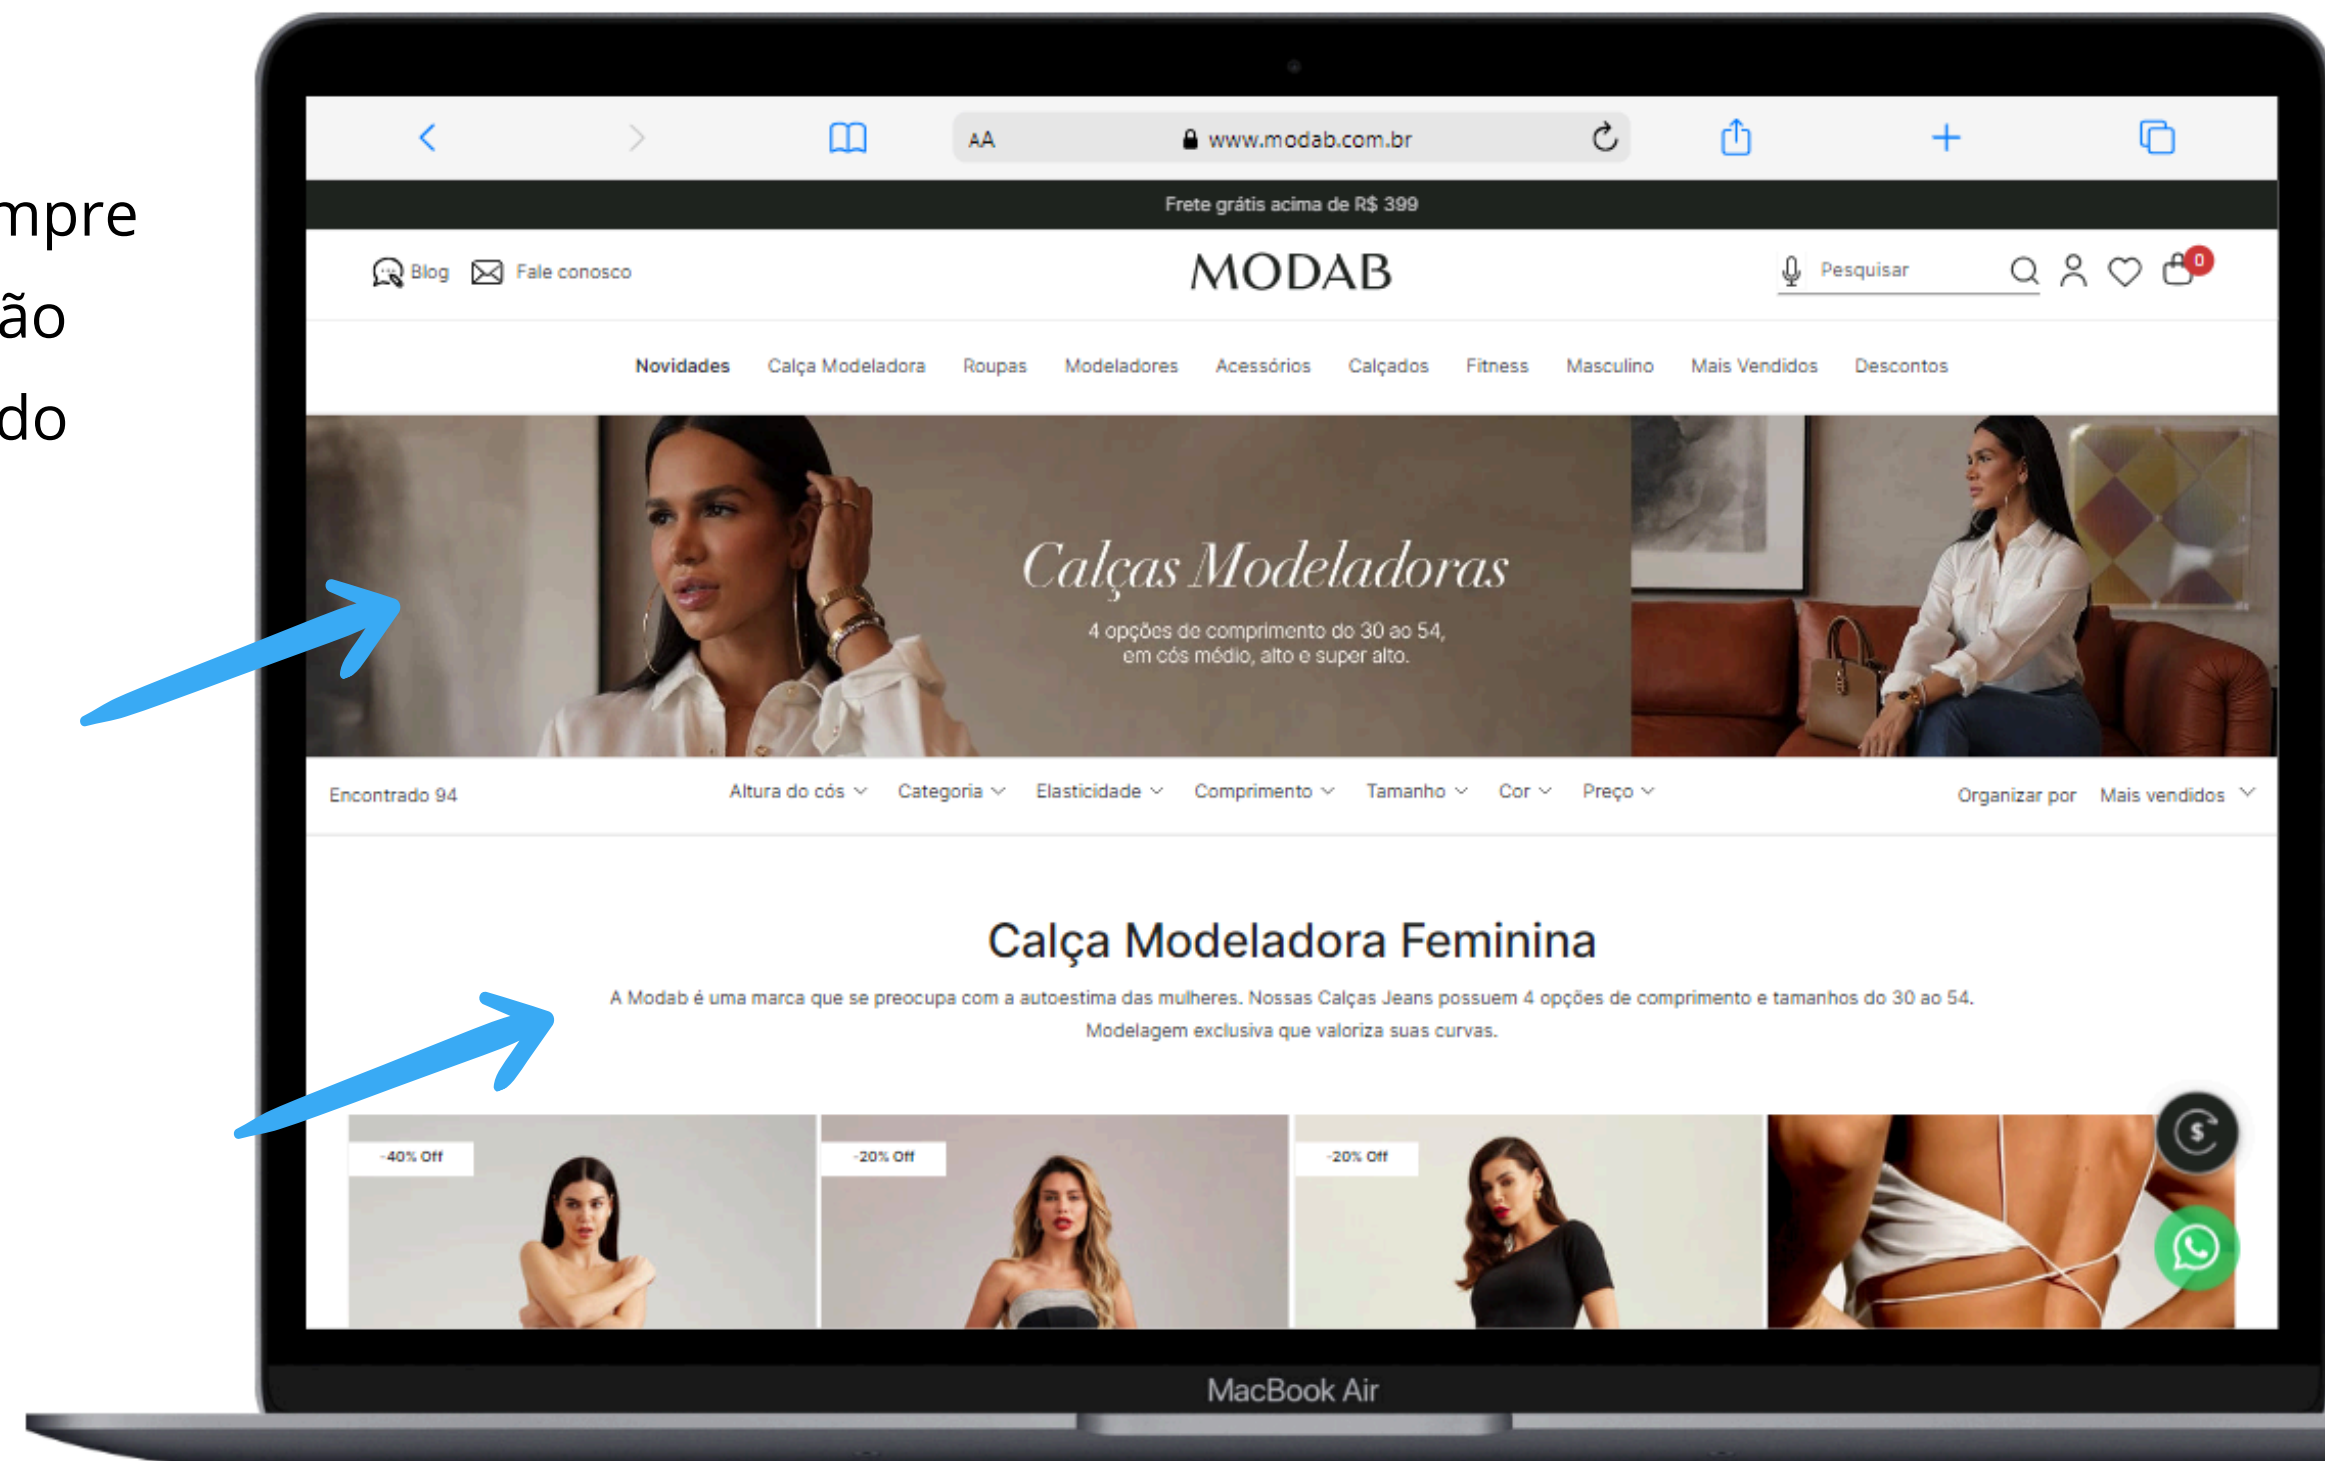 mpre
ão
do
AA
www.modab.com.br
Frete grátis acima de R$ 399
Blog
Fale conosco
MODAB
Pesquisar
0
Novidades Calça Modeladora Roupas Modeladores Acessórios Calçados Fitness Masculino Mais Vendidos Descontos
Calças Modeladoras
4 opções de comprimento do 30 ao 54,
em cós médio, alto e super alto.
Encontrado 94
Altura do cós Categoria Elasticidade Comprimento Tamanho Cor Preço
Organizar por Mais vendidos
Calça Modeladora Feminina
A Modab é uma marca que se preocupa com a autoestima das mulheres. Nossas Calças Jeans possuem 4 opções de comprimento e tamanhos do 30 ao 54.
Modelagem exclusiva que valoriza suas curvas.
-40% Off
-20% Off
-20% Off
$
MacBook Air